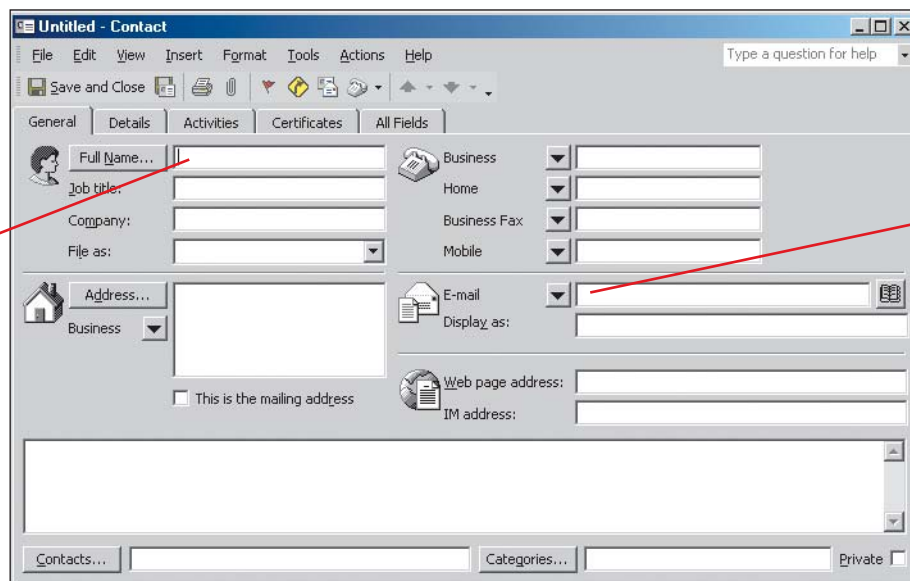 Untitled - Contact
File Edit View Insert Format Tools Actions Help
Type a question for help
Save and Close
General Details Activities Certificates All Fields
Full Name...
Job title:
Company:
File as:
Business
Home
Business Fax
Mobile
Address...
Business
This is the mailing address
E-mail
Display as:
Web page address:
IM address:
Contacts...
Categories...
Private